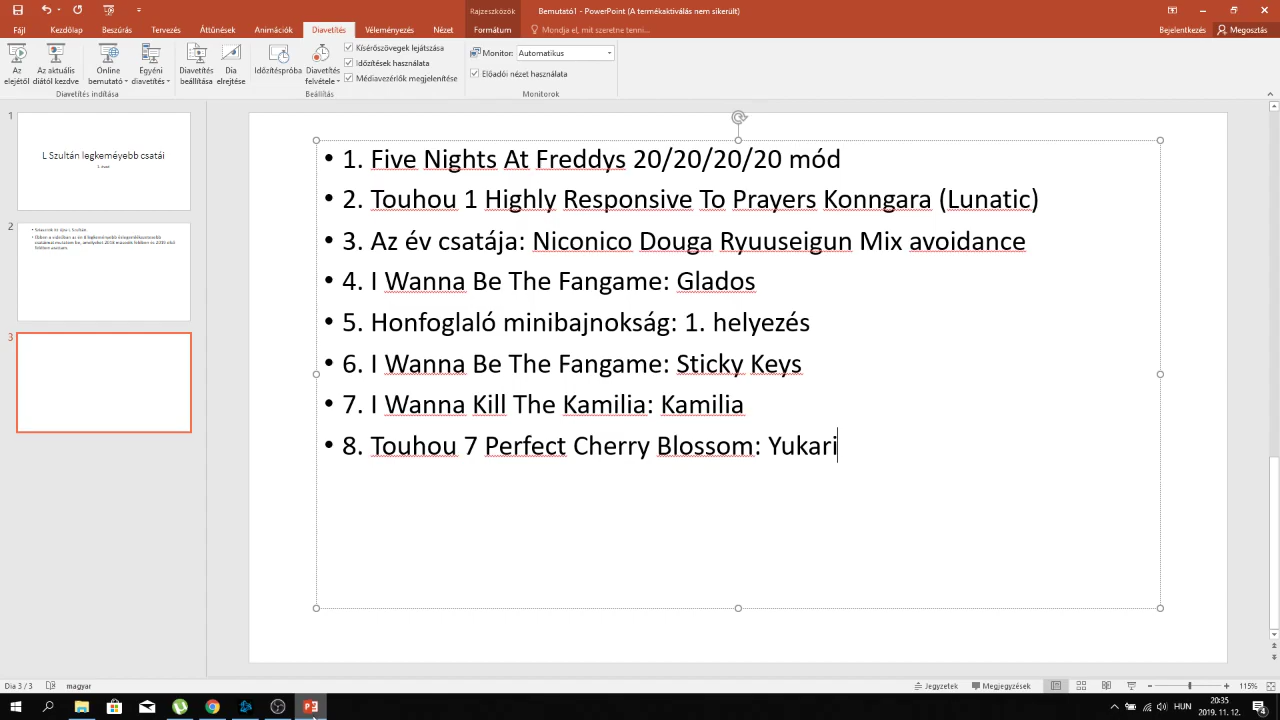 Rajzeszközök
Bemutató1 - PowerPoint (A termékaktiválás nem sikerült)
Fájl Kezdőlap Beszúrás Tervezés Áttűnések Animációk Diavetítés Véleményezés Nézet Formátum Mondja el, mit szeretne tenni... Bejelentkezés Megosztás
Az elejétől
Az aktuális diától kezdve
Online bemutató
Egyéni diavetítés
Diavetítés indítása
Diavetítés beállítása
Dia elrejtése
Időzítéspróba
Diavetítés felvétele
Kísérőszövegek lejátszása
Időzítések használata
Médiavezérlők megjelenítése
Beállítás
Monitor: Automatikus
Előadói nézet használata
Monitorok
1
L Szultán legkeményebb csatái
2
3
• 1. Five Nights At Freddys 20/20/20/20 mód
• 2. Touhou 1 Highly Responsive To Prayers Konngara (Lunatic)
• 3. Az év csatája: Niconico Douga Ryuuseigun Mix avoidance
• 4. I Wanna Be The Fangame: Glados
• 5. Honfoglaló minibajnokság: 1. helyezés
• 6. I Wanna Be The Fangame: Sticky Keys
• 7. I Wanna Kill The Kamilia: Kamilia
• 8. Touhou 7 Perfect Cherry Blossom: Yukari
Dia 3 / 3 magyar Jegyzetek Megjegyzések 115%
HUN 20:35
2019. 11. 12.
4